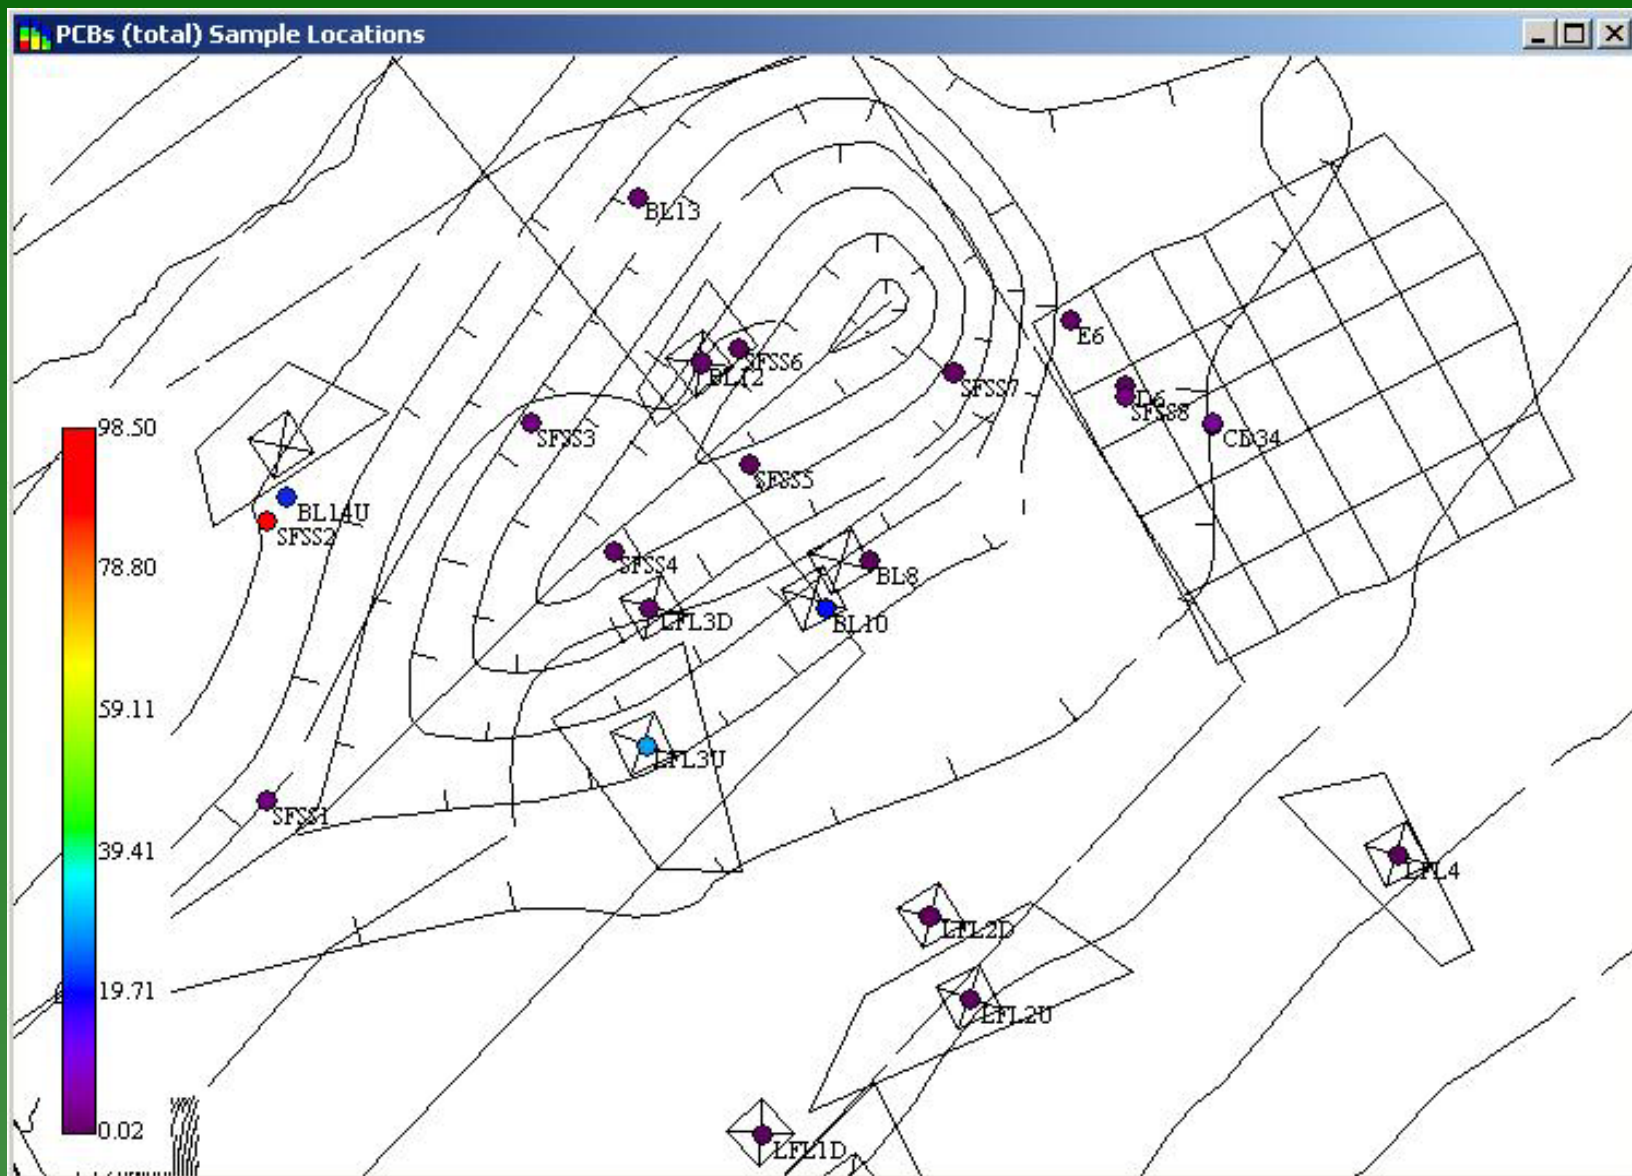 PCBs (total) Sample Locations
BL13
E6
SFSS6
BL12
SFSS7
D6
SFSS8
98.50
SFSS3
CD34
SFSS5
BL14U
SFSS2
78.80
SFSS4
BL8
LFL3D
BL10
59.11
LFL3U
SFSS1
39.41
LFL4
LFL2D
19.71
LFL2U
0.02
LFL1D